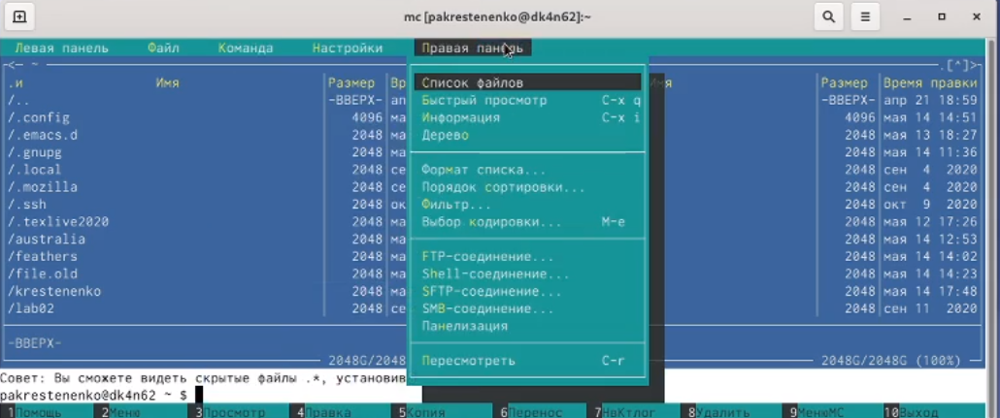 mc [pakrestenenko@dk4n62]:~
Левая панель Файл Команда Настройки Правая панель
<- ~ .[^]>
.и Имя Размер Вр Список файлов мя Размер Время правки
/.. -ВВЕРХ- ап Быстрый просмотр C-x q -ВВЕРХ- апр 21 18:59
/.config 4096 ма Информация C-x i 4096 мая 14 14:51
/.emacs.d 2048 ма Дерево 2048 мая 13 18:27
/.gnupg 2048 ма 2048 мая 14 11:36
/.local 2048 се Формат списка... 2048 сен 4 2020
/.mozilla 2048 се Порядок сортировки... 2048 сен 4 2020
/.ssh 2048 ок Фильтр... 2048 окт 9 2020
/.texlive2020 2048 ма Выбор кодировки... M-e 2048 мая 12 17:26
/australia 2048 ма 2048 мая 14 12:53
/feathers 2048 ма FTP-соединение... 2048 мая 14 14:02
/file.old 2048 ма Shell-соединение... 2048 мая 14 14:23
/krestenenko 2048 ма SFTP-соединение... 2048 мая 14 17:48
/lab02 2048 се SMB-соединение... 2048 сен 11 2020
Панелизация
-ВВЕРХ-
2048G/2048 Пересмотреть C-r 2048G/2048G (100%)
Совет: Вы сможете видеть скрытые файлы .*, установив
pakrestenenko@dk4n62 ~ $
1Помощь 2Меню 3Просмотр 4Правка 5Копия 6Перенос 7НвКтлог 8Удалить 9МенюМС 10Выход